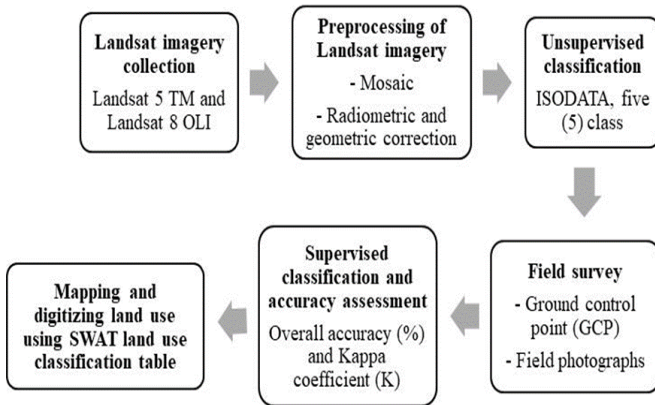 Landsat imagery
collection
Landsat 5 TM and
Landsat 8 OLI
Preprocessing of
Landsat imagery
- Mosaic
- Radiometric and
geometric correction
Unsupervised
classification
ISODATA, five
(5) class
Field survey
- Ground control
point (GCP)
- Field photographs
Supervised
classification and
accuracy assessment
Overall accuracy (%)
and Kappa
coefficient (K)
Mapping and
digitizing land use
using SWAT land use
classification table